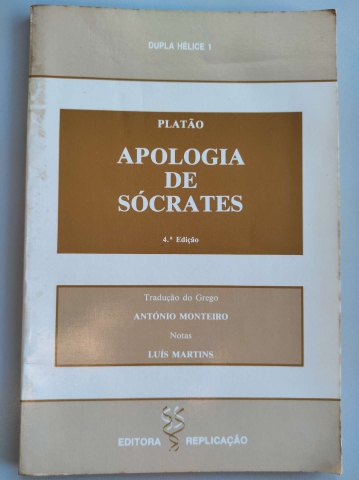 DUPLA HÉLICE 1
PLATÃO
APOLOGIA
DE
SÓCRATES
4.ª Edição
Tradução do Grego
ANTÓNIO MONTEIRO
Notas
LUÍS MARTINS
EDITORA REPLICAÇÃO